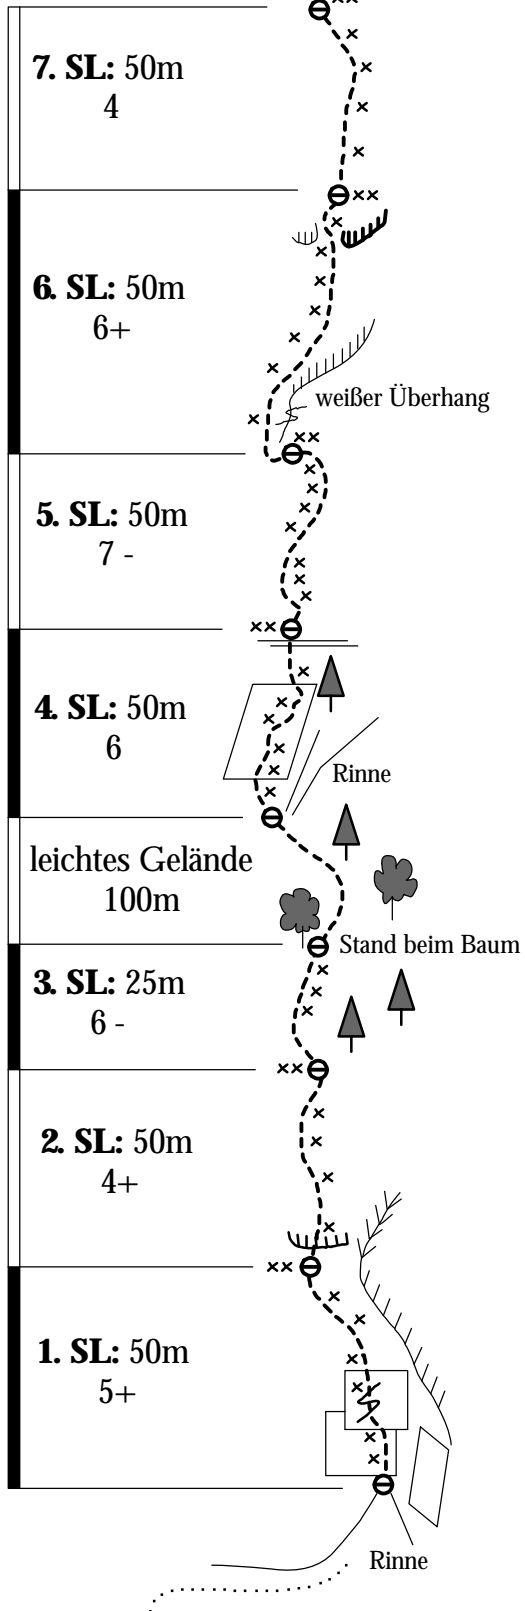 7. SL: 50m
4
6. SL: 50m
6+
weißer Überhang
5. SL: 50m
7 -
4. SL: 50m
6
Rinne
leichtes Gelände
100m
Stand beim Baum
3. SL: 25m
6 -
2. SL: 50m
4+
1. SL: 50m
5+
Rinne